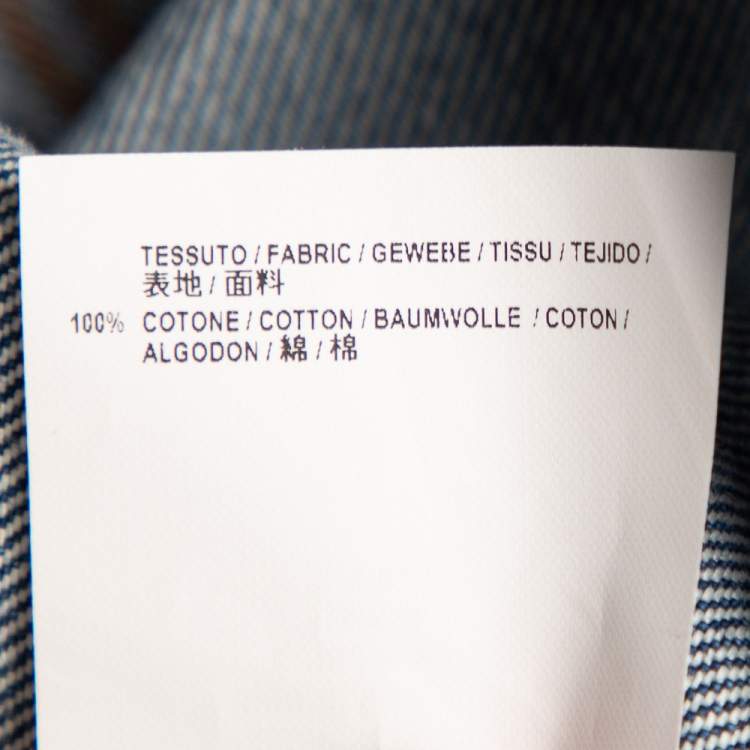 TESSUTO / FABRIC / GEWEBE / TISSU / TEJIDO /
表地 / 面料
100% COTONE / COTTON / BAUMWOLLE / COTON /
ALGODON / 綿 / 棉